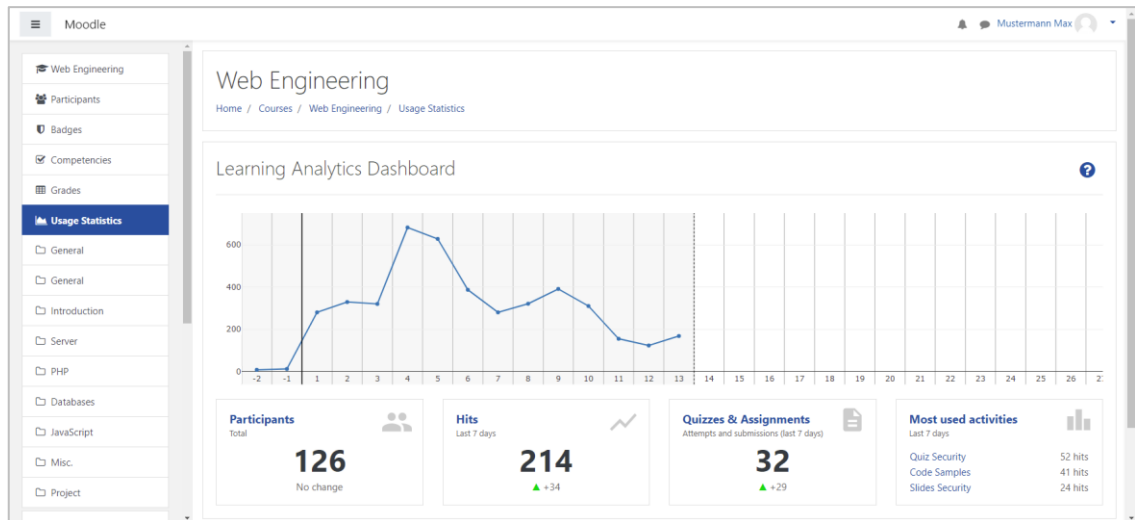 Moodle
Mustermann Max
Web Engineering
Participants
Badges
Competencies
Grades
Usage Statistics
General
General
Introduction
Server
PHP
Databases
JavaScript
Misc.
Project
Web Engineering
Home / Courses / Web Engineering / Usage Statistics
Learning Analytics Dashboard
?
600
400
200
0
-2 -1 1 2 3 4 5 6 7 8 9 10 11 12 13 14 15 16 17 18 19 20 21 22 23 24 25 26
Participants
Total
126
No change
Hits
Last 7 days
214
▲ +34
Quizzes & Assignments
Attempts and submissions (last 7 days)
32
▲ +29
Most used activities
Last 7 days
Quiz Security 52 hits
Code Samples 41 hits
Slides Security 24 hits